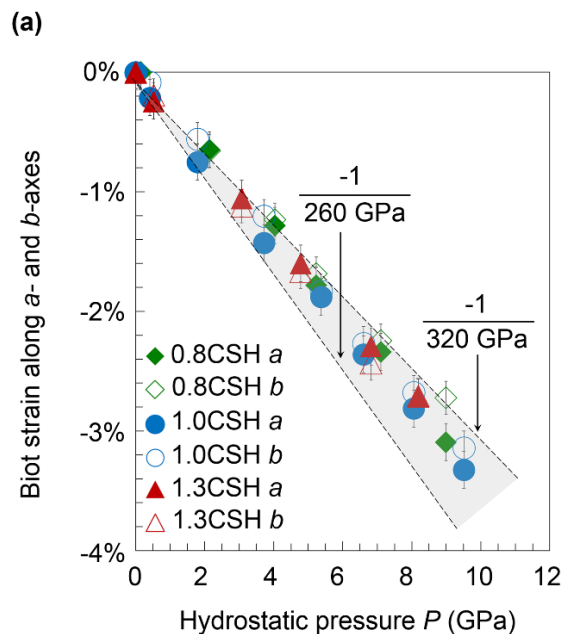 (a)
0%
-1%
-2%
-3%
-4%
Biot strain along a- and b-axes
-1
260 GPa
-1
320 GPa
0.8CSH a
0.8CSH b
1.0CSH a
1.0CSH b
1.3CSH a
1.3CSH b
0 2 4 6 8 10 12
Hydrostatic pressure P (GPa)